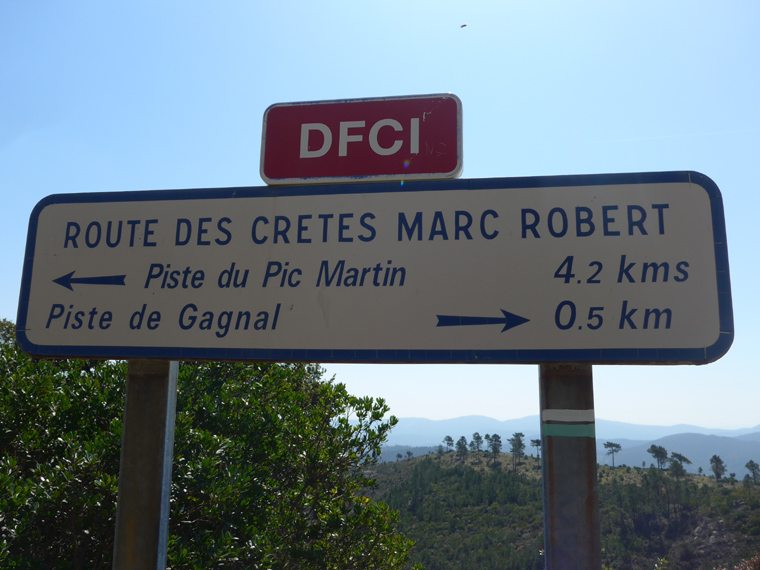 DFCI
ROUTE DES CRETES MARC ROBERT
Piste du Pic Martin 4.2 kms
Piste de Gagnal 0.5 km